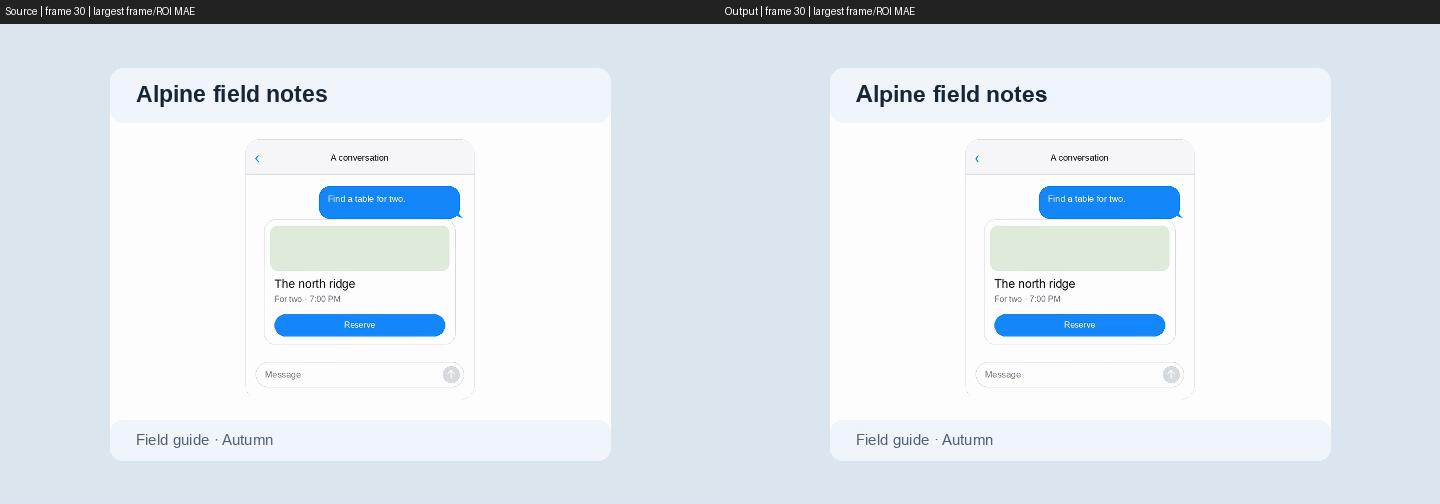 Source | frame 30 | largest frame/ROI MAE
Output | frame 30 | largest frame/ROI MAE
Alpine field notes
A conversation
Find a table for two.
The north ridge
For two · 7:00 PM
Reserve
Message
Field guide · Autumn
Alpine field notes
A conversation
Find a table for two.
The north ridge
For two · 7:00 PM
Reserve
Message
Field guide · Autumn